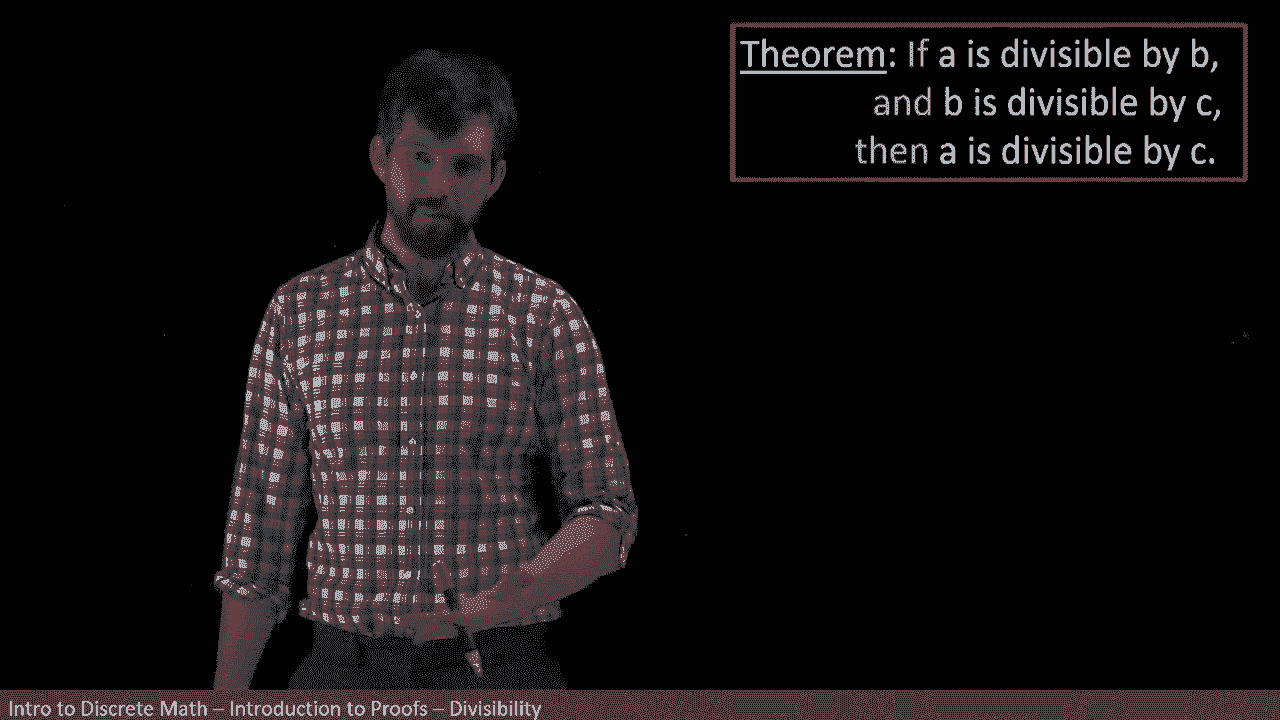 Theorem: If a is divisible by b,
and b is divisible by c,
then a is divisible by c.
Intro to Discrete Math – Introduction to Proofs – Divisibility